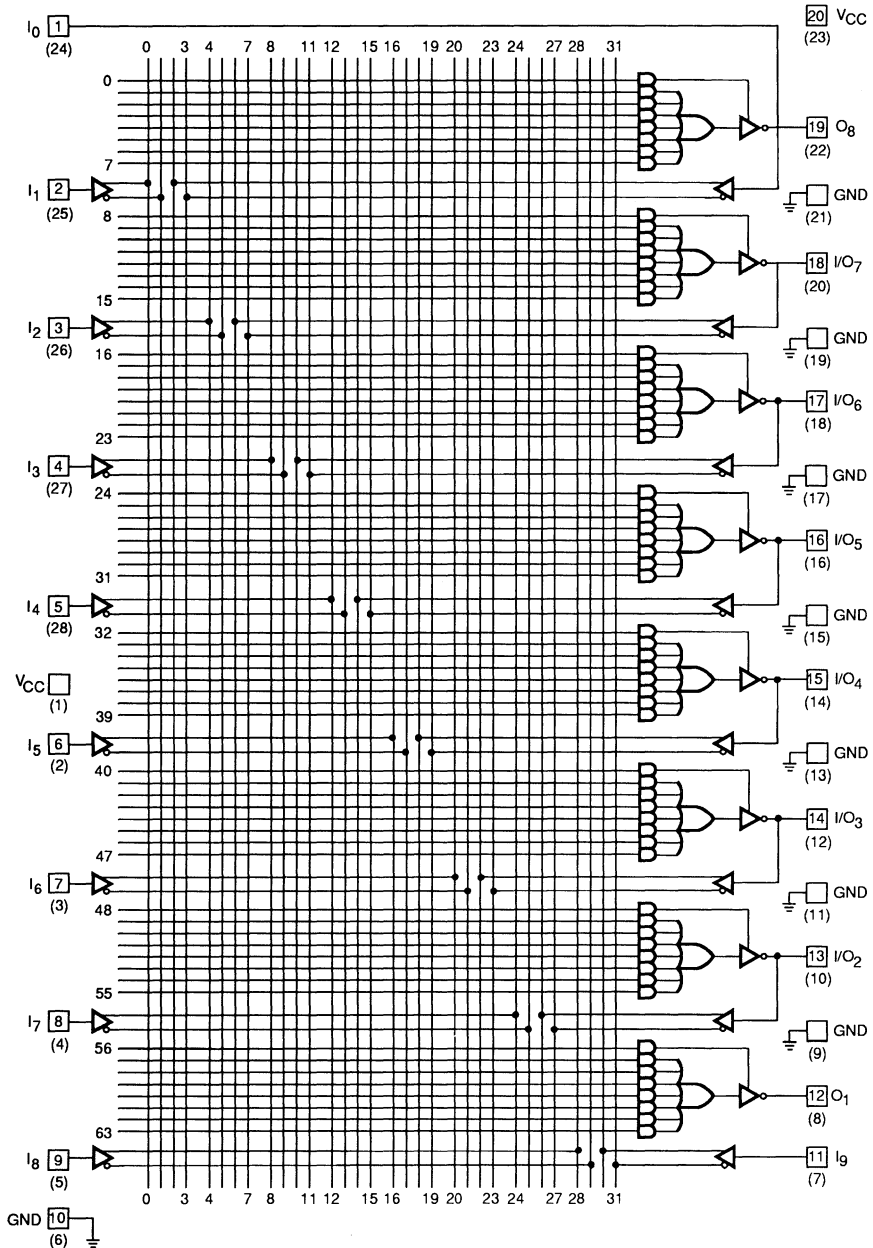 I0 1 20 VCC
(24) (23)
0 3 4 7 8 11 12 15 16 19 20 23 24 27 28 31
0
19 O8
(22)
7
I1 2 GND
(25) (21)
8
18 I/O7
(20)
15
I2 3 GND
(26) (19)
16
17 I/O6
(18)
23
I3 4 GND
(27) (17)
24
16 I/O5
(16)
31
I4 5 GND
(28) (15)
32
VCC 15 I/O4
(1) (14)
39
I5 6 GND
(2) (13)
40
14 I/O3
(12)
47
I6 7 GND
(3) (11)
48
13 I/O2
(10)
55
I7 8 GND
(4) (9)
56
12 O1
(8)
63
I8 9 11 I9
(5) (7)
0 3 4 7 8 11 12 15 16 19 20 23 24 27 28 31
GND 10
(6)